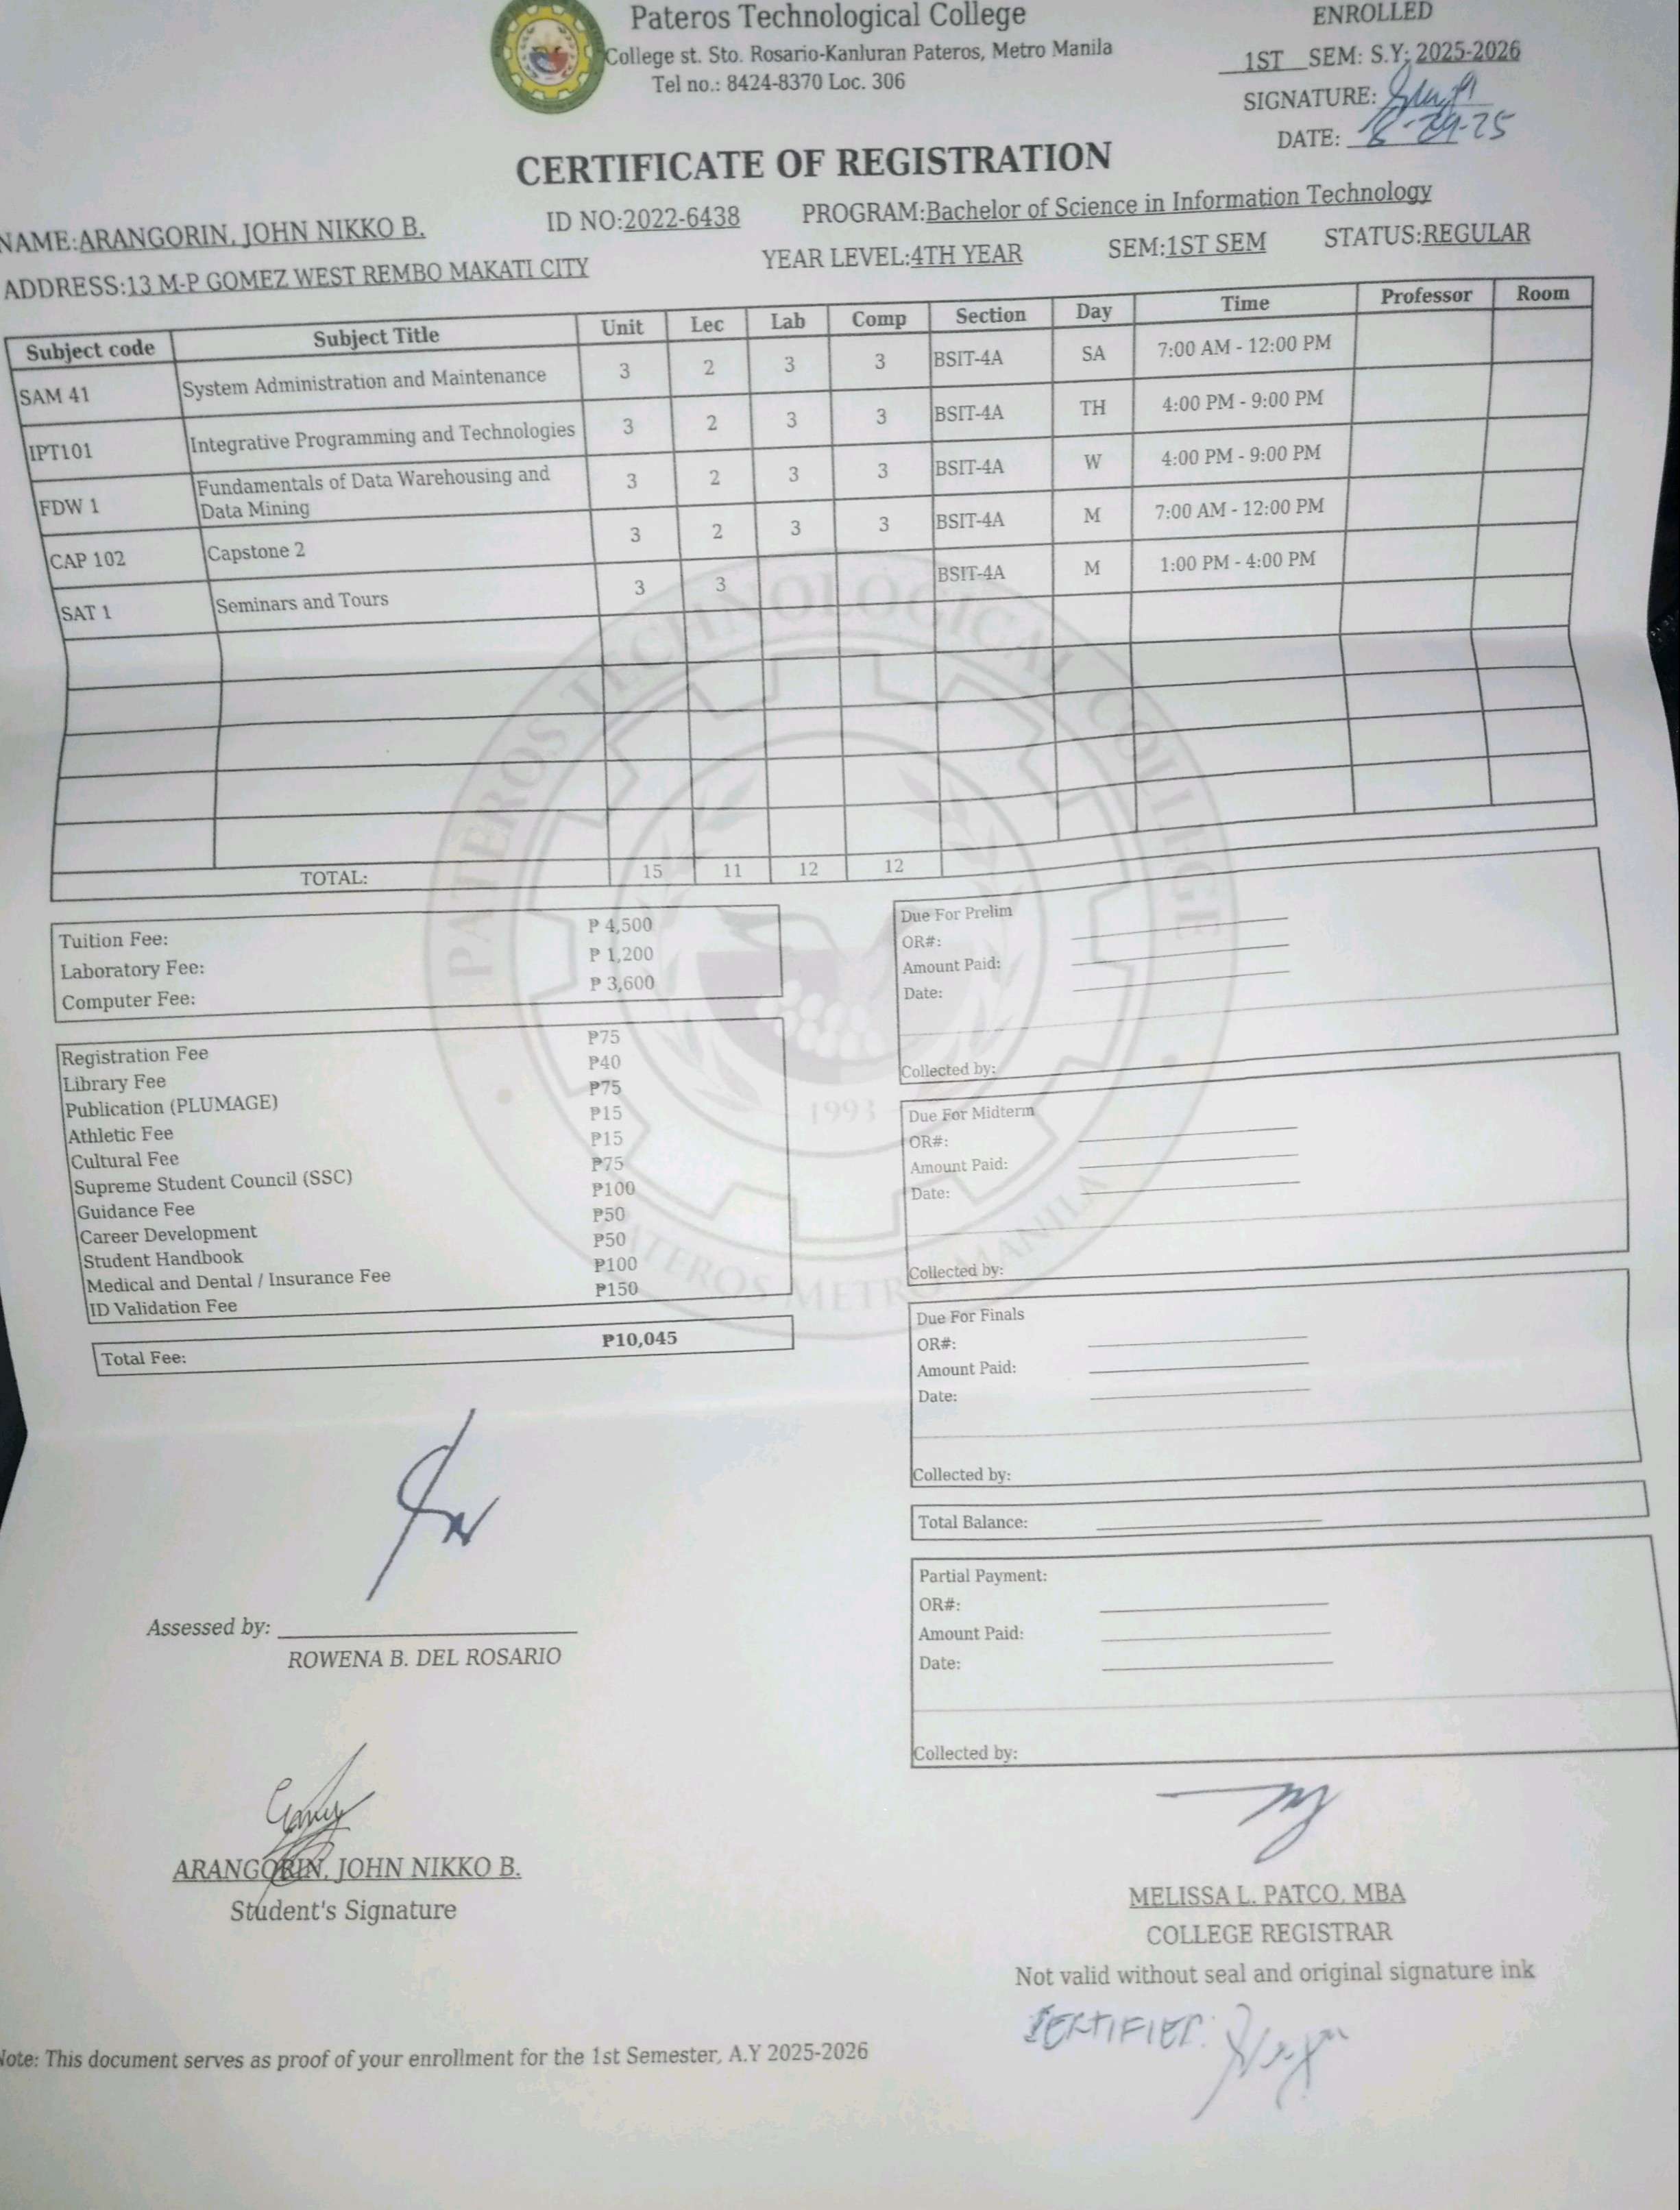 Pateros Technological College
College st. Sto. Rosario-Kanluran Pateros, Metro Manila
Tel no.: 8424-8370 Loc. 306
ENROLLED
1ST SEM: S.Y: 2025-2026
SIGNATURE:
DATE: 8-29-25
CERTIFICATE OF REGISTRATION
NAME:ARANGORIN, JOHN NIKKO B. ID NO:2022-6438 PROGRAM:Bachelor of Science in Information Technology
ADDRESS:13 M-P GOMEZ WEST REMBO MAKATI CITY YEAR LEVEL:4TH YEAR SEM:1ST SEM STATUS:REGULAR
Subject code Subject Title Unit Lec Lab Comp Section Day Time Professor Room
SAM 41 System Administration and Maintenance 3 2 3 3 BSIT-4A SA 7:00 AM - 12:00 PM
IPT101 Integrative Programming and Technologies 3 2 3 3 BSIT-4A TH 4:00 PM - 9:00 PM
FDW 1 Fundamentals of Data Warehousing and
Data Mining 3 2 3 3 BSIT-4A W 4:00 PM - 9:00 PM
CAP 102 Capstone 2 3 2 3 3 BSIT-4A M 7:00 AM - 12:00 PM
SAT 1 Seminars and Tours 3 3 BSIT-4A M 1:00 PM - 4:00 PM
TOTAL: 15 11 12 12
Tuition Fee: ₱ 4,500
Laboratory Fee: ₱ 1,200
Computer Fee: ₱ 3,600
Registration Fee ₱75
Library Fee ₱40
Publication (PLUMAGE) ₱75
Athletic Fee ₱15
Cultural Fee ₱15
Supreme Student Council (SSC) ₱75
Guidance Fee ₱100
Career Development ₱50
Student Handbook ₱50
Medical and Dental / Insurance Fee ₱100
ID Validation Fee ₱150
Total Fee: ₱10,045
Due For Prelim
OR#:
Amount Paid:
Date:
Collected by:
Due For Midterm
OR#:
Amount Paid:
Date:
Collected by:
Due For Finals
OR#:
Amount Paid:
Date:
Collected by:
Total Balance:
Partial Payment:
OR#:
Amount Paid:
Date:
Collected by:
PATEROS TECHNOLOGICAL COLLEGE
1993
PATEROS METRO MANILA
Assessed by:
ROWENA B. DEL ROSARIO
ARANGORIN, JOHN NIKKO B.
Student's Signature
MELISSA L. PATCO, MBA
COLLEGE REGISTRAR
Not valid without seal and original signature ink
Note: This document serves as proof of your enrollment for the 1st Semester, A.Y 2025-2026